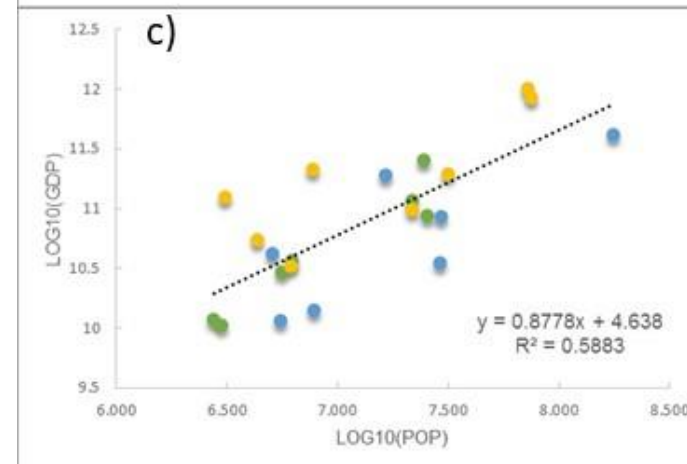 c)
12.5
12
11.5
11
10.5
10
9.5
LOG10(GDP)
y = 0.8778x + 4.638
R² = 0.5883
6.000 6.500 7.000 7.500 8.000 8.500
LOG10(POP)